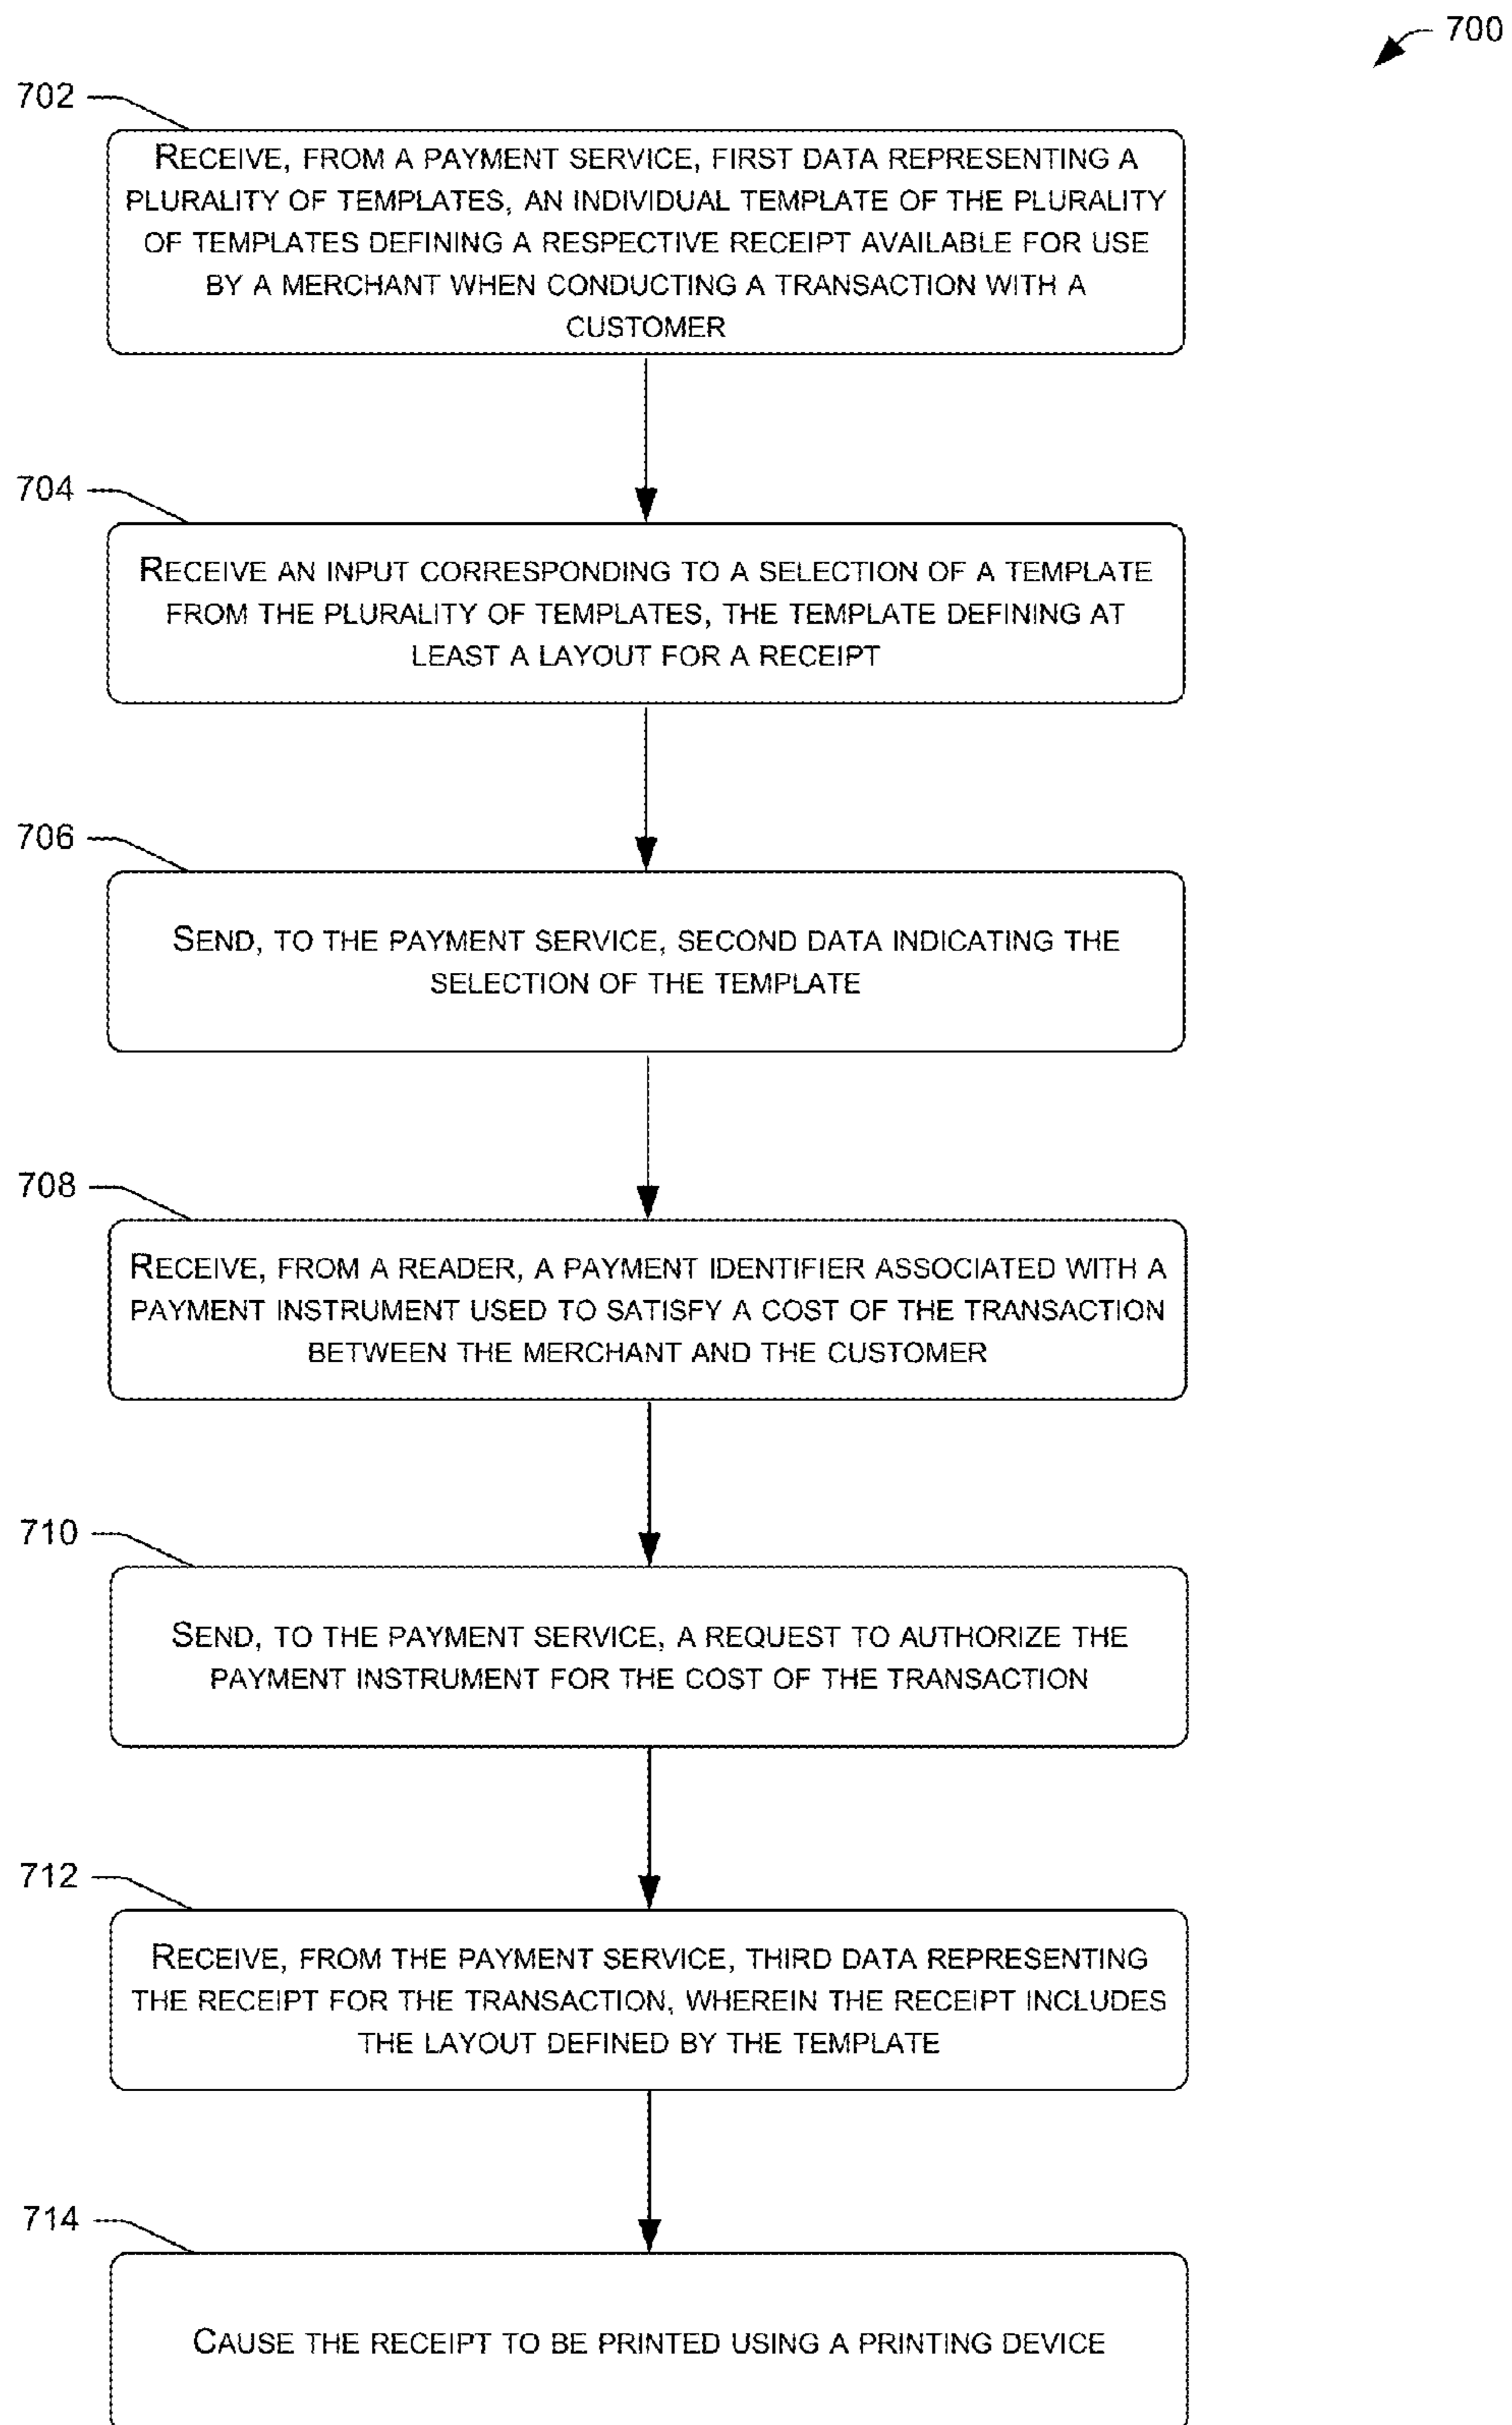 700
702
RECEIVE, FROM A PAYMENT SERVICE, FIRST DATA REPRESENTING A
PLURALITY OF TEMPLATES, AN INDIVIDUAL TEMPLATE OF THE PLURALITY
OF TEMPLATES DEFINING A RESPECTIVE RECEIPT AVAILABLE FOR USE
BY A MERCHANT WHEN CONDUCTING A TRANSACTION WITH A
CUSTOMER
704
RECEIVE AN INPUT CORRESPONDING TO A SELECTION OF A TEMPLATE
FROM THE PLURALITY OF TEMPLATES, THE TEMPLATE DEFINING AT
LEAST A LAYOUT FOR A RECEIPT
706
SEND, TO THE PAYMENT SERVICE, SECOND DATA INDICATING THE
SELECTION OF THE TEMPLATE
708
RECEIVE, FROM A READER, A PAYMENT IDENTIFIER ASSOCIATED WITH A
PAYMENT INSTRUMENT USED TO SATISFY A COST OF THE TRANSACTION
BETWEEN THE MERCHANT AND THE CUSTOMER
710
SEND, TO THE PAYMENT SERVICE, A REQUEST TO AUTHORIZE THE
PAYMENT INSTRUMENT FOR THE COST OF THE TRANSACTION
712
RECEIVE, FROM THE PAYMENT SERVICE, THIRD DATA REPRESENTING
THE RECEIPT FOR THE TRANSACTION, WHEREIN THE RECEIPT INCLUDES
THE LAYOUT DEFINED BY THE TEMPLATE
714
CAUSE THE RECEIPT TO BE PRINTED USING A PRINTING DEVICE